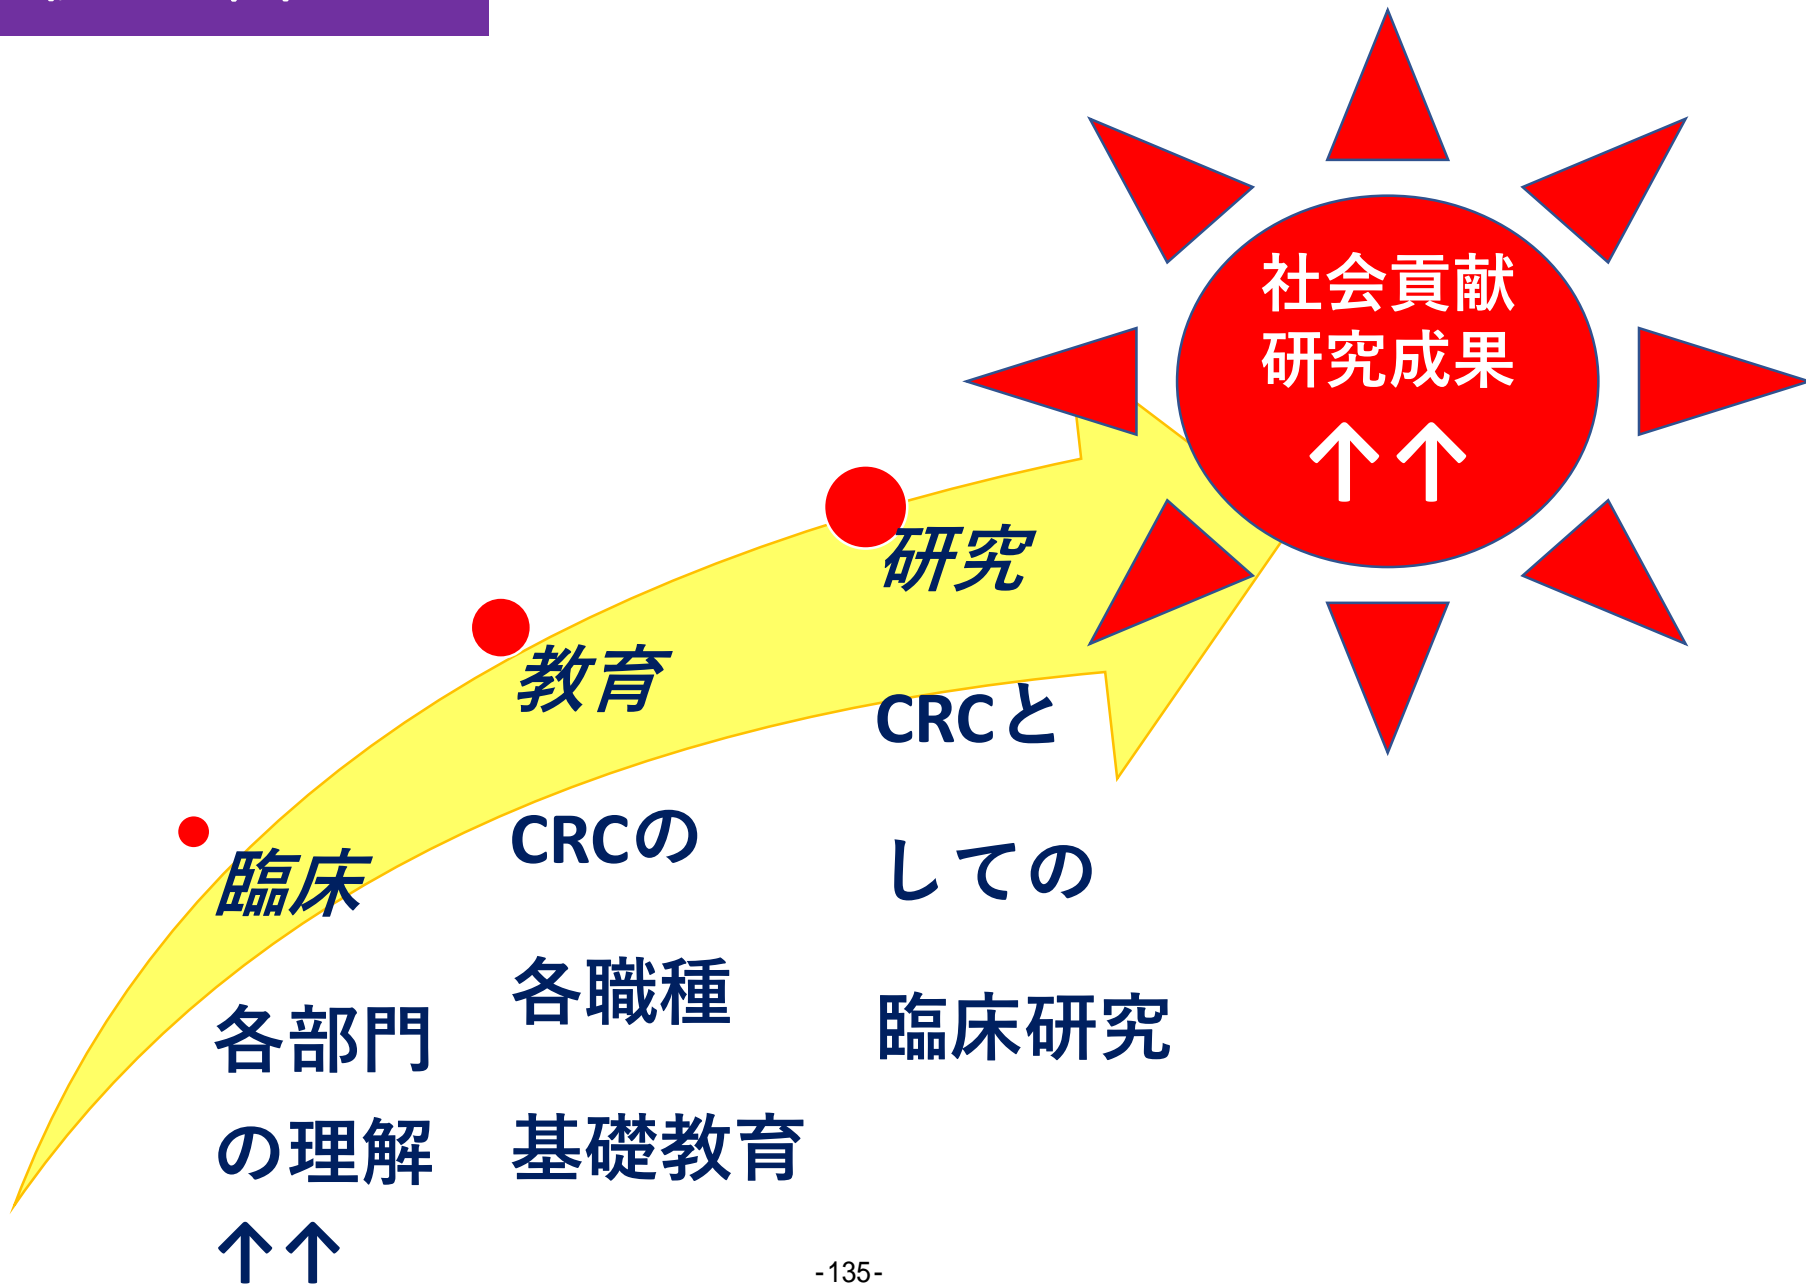 社会貢献
研究成果
↑↑
研究
CRCと
しての
臨床研究
教育
CRCの
各職種
基礎教育
臨床
各部門
の理解
↑↑
-135-